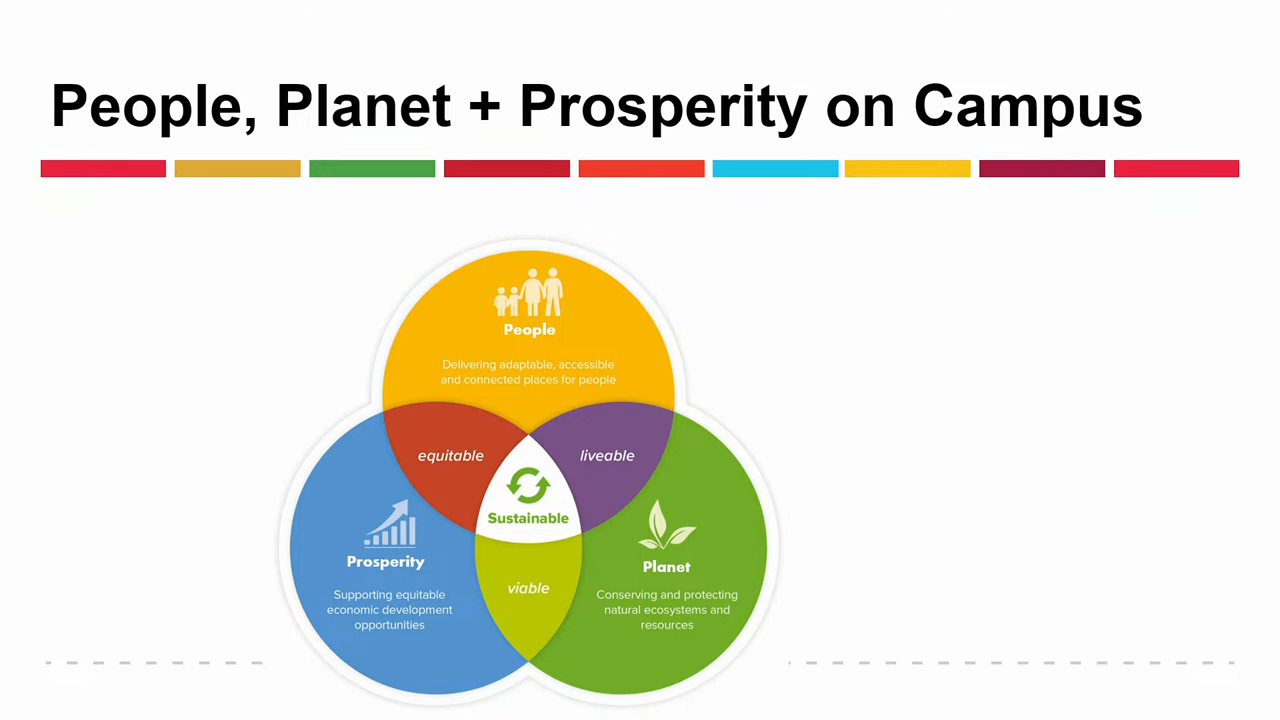 People, Planet + Prosperity on Campus
People
Delivering adaptable, accessible
and connected places for people
equitable
liveable
Sustainable
Prosperity
Supporting equitable
economic development
opportunities
viable
Planet
Conserving and protecting
natural ecosystems and
resources